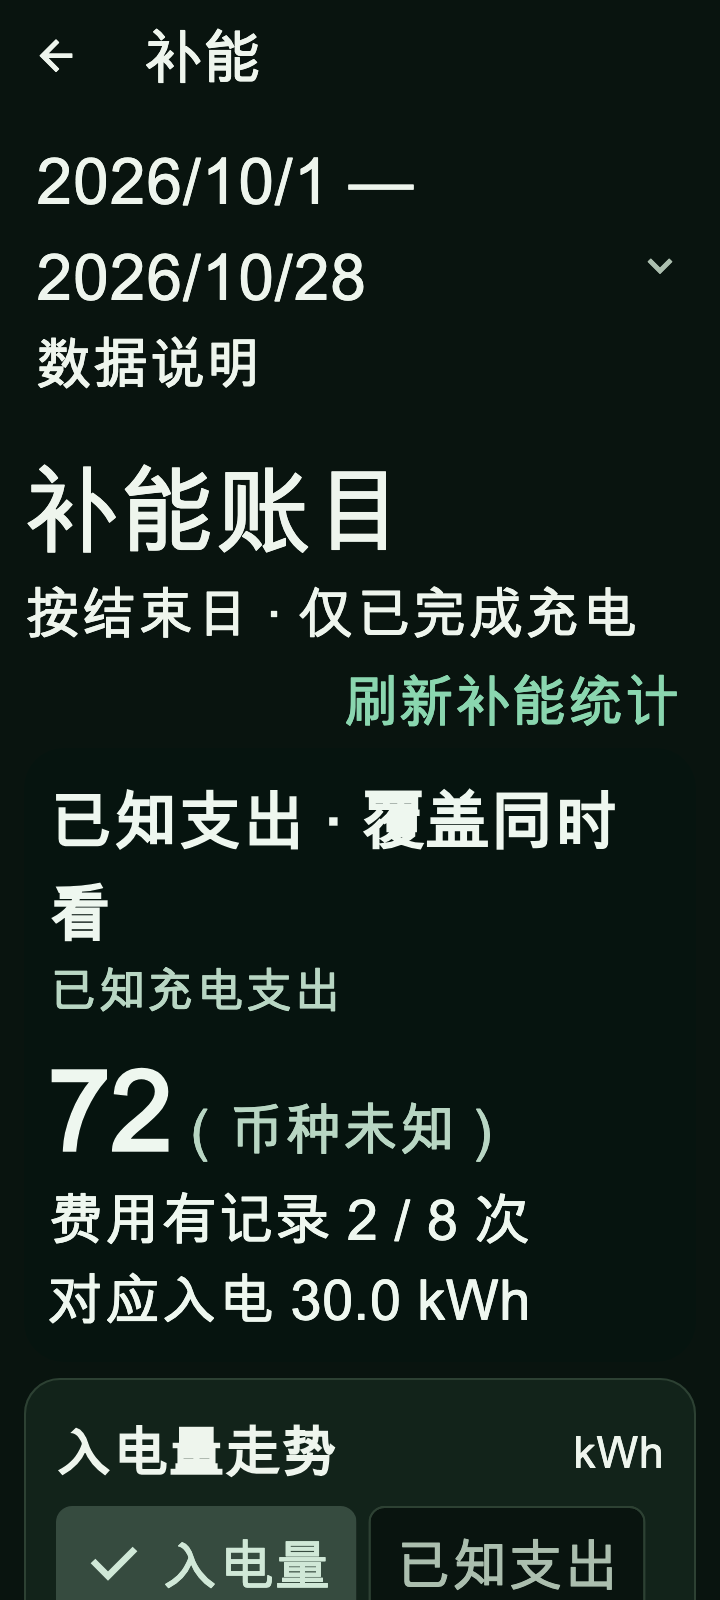 补能
2026/10/1 —
2026/10/28
数据说明
补能账目
按结束日 · 仅已完成充电
刷新补能统计
已知支出 · 覆盖同时
看
已知充电支出
72 ( 币种未知 )
费用有记录 2 / 8 次
对应入电 30.0 kWh
入电量走势 kWh
入电量 已知支出